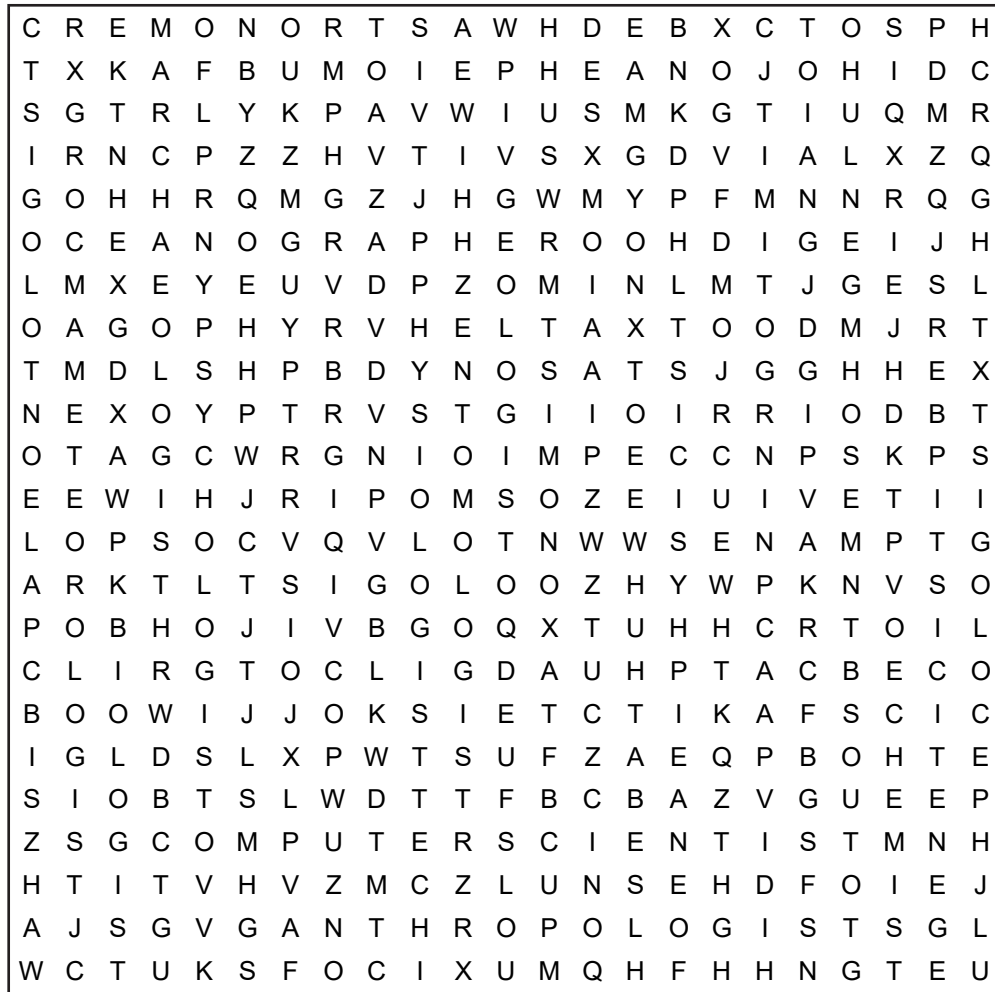 C R E M O N O R T S A W H D E B X C T O S P H
T X K A F B U M O I E P H E A N O J O H I D C
S G T R L Y K P A V W I U S M K G T I U Q M R
I R N C P Z Z H V T I V S X G D V I A L X Z Q
G O H H R Q M G Z J H G W M Y P F M N N R Q G
O C E A N O G R A P H E R O O H D I G E I J H
L M X E Y E U V D P Z O M I N L M T J G E S L
O A G O P H Y R V H E L T A X T O O D M J R T
T M D L S H P B D Y N O S A T S J G G H H E X
N E X O Y P T R V S T G I I O I R R I O D B T
O T A G C W R G N I O I M P E C C N P S K P S
E E W I H J R I P O M S O Z E I U I V E T I I
L O P S O C V Q V L O T N W W S E N A M P T G
A R K T L T S I G O L O O Z H Y W P K N V S O
P O B H O J I V B G O Q X T U H H C R T O I L
C L I R G T O C L I G D A U H P T A C B E C O
B O O W I J J O K S I E T C T I K A F S C I C
I G L D S L X P W T S U F Z A E Q P B O H T E
S I O B T S L W D T T F B C B A Z V G U E E P
Z S G C O M P U T E R S C I E N T I S T M N H
H T I T V H V Z M C Z L U N S E H D F O I E J
A J S G V G A N T H R O P O L O G I S T S G L
W C T U K S F O C I X U M Q H F H H N G T E U